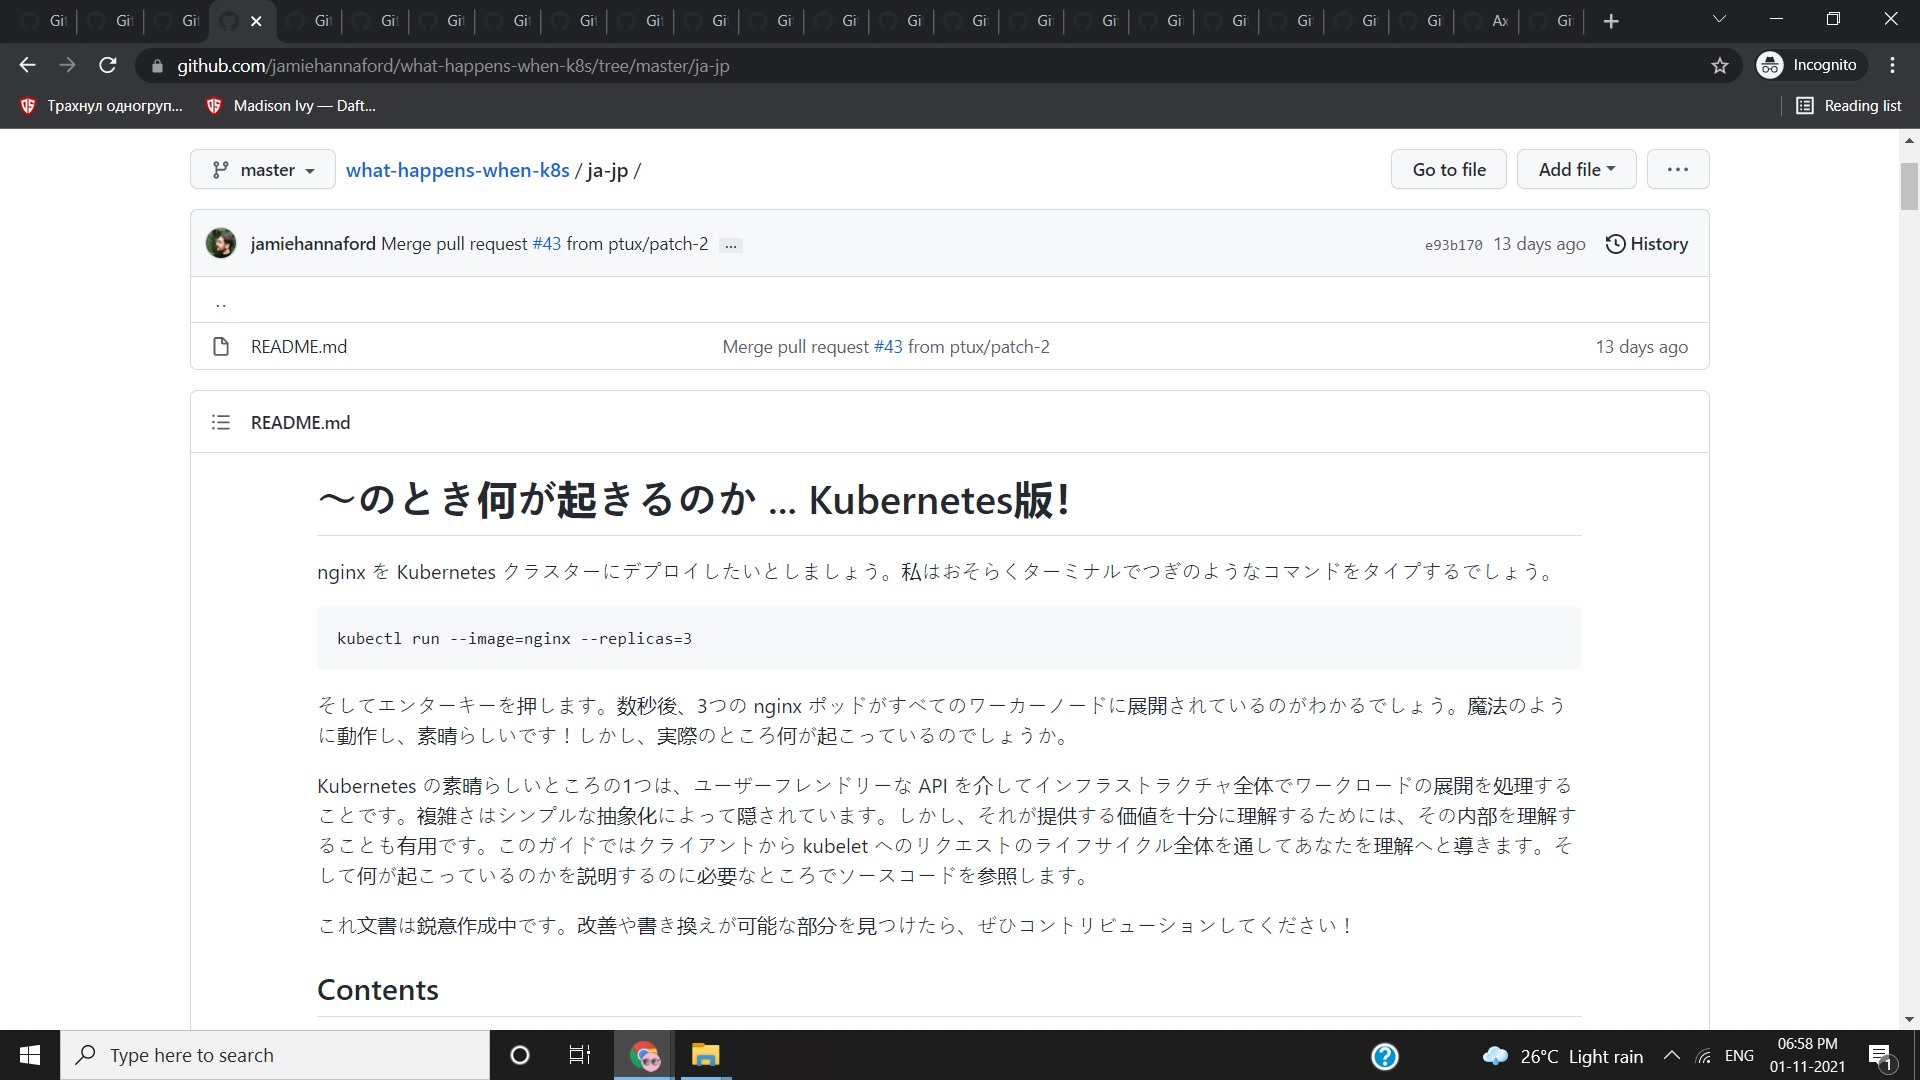 Git Git Git Git Git Git Git Git Git Git Git Git Git Git Git Git Git Git Git Git Git Ax Git
github.com/jamiehannaford/what-happens-when-k8s/tree/master/ja-jp
Incognito
Трахнул одногруп...
Madison Ivy — Daft...
Reading list
master
what-happens-when-k8s / ja-jp /
Go to file
Add file
...
jamiehannaford Merge pull request #43 from ptux/patch-2 ...
e93b170 13 days ago
History
..
README.md
Merge pull request #43 from ptux/patch-2
13 days ago
README.md
～のとき何が起きるのか ... Kubernetes版！
nginx を Kubernetes クラスターにデプロイしたいとしましょう。私はおそらくターミナルでつぎのようなコマンドをタイプするでしょう。
kubectl run --image=nginx --replicas=3
そしてエンターキーを押します。数秒後、3つの nginx ポッドがすべてのワーカーノードに展開されているのがわかるでしょう。魔法のよう
に動作し、素晴らしいです！しかし、実際のところ何が起こっているのでしょうか。
Kubernetes の素晴らしいところの1つは、ユーザーフレンドリーな API を介してインフラストラクチャ全体でワークロードの展開を処理する
ことです。複雑さはシンプルな抽象化によって隠されています。しかし、それが提供する価値を十分に理解するためには、その内部を理解す
ることも有用です。このガイドではクライアントから kubelet へのリクエストのライフサイクル全体を通してあなたを理解へと導きます。そ
して何が起こっているのかを説明するのに必要なところでソースコードを参照します。
これ文書は鋭意作成中です。改善や書き換えが可能な部分を見つけたら、ぜひコントリビューションしてください！
Contents
Type here to search
26°C Light rain
ENG
06:58 PM
01-11-2021
1